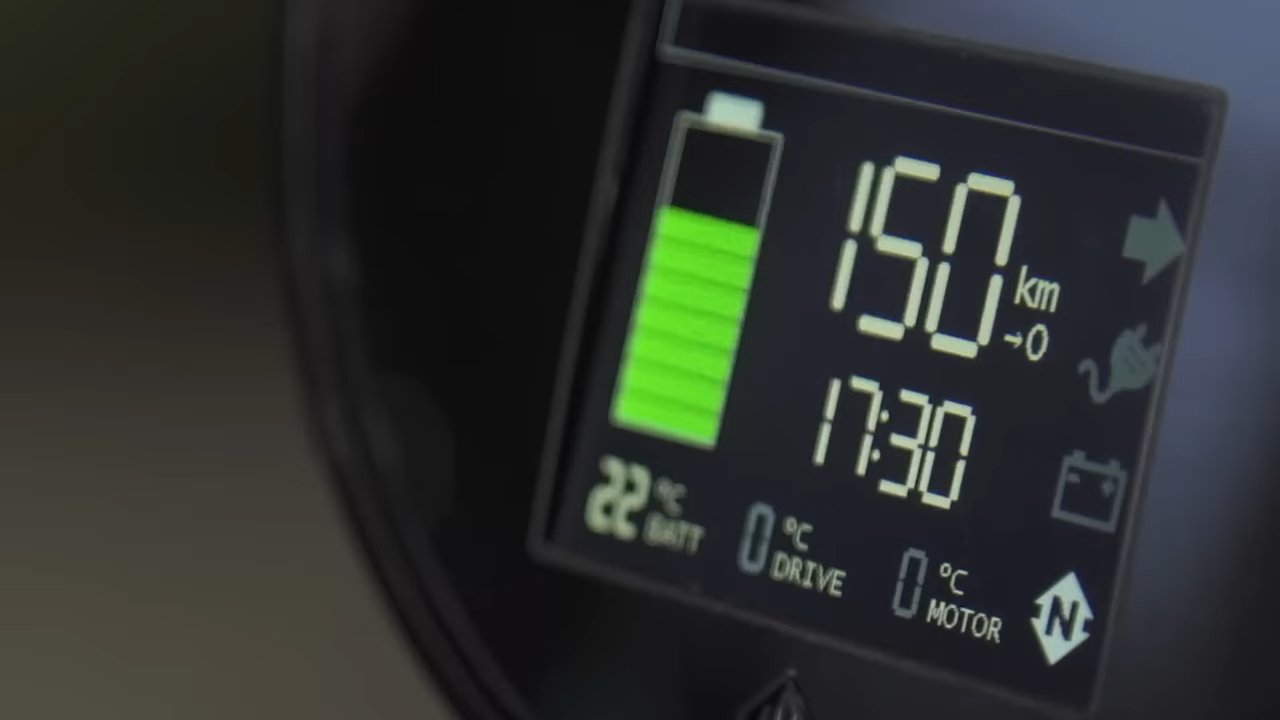 150 km
→0
17:30
22 °C BATT
0 °C DRIVE
0 °C MOTOR
N